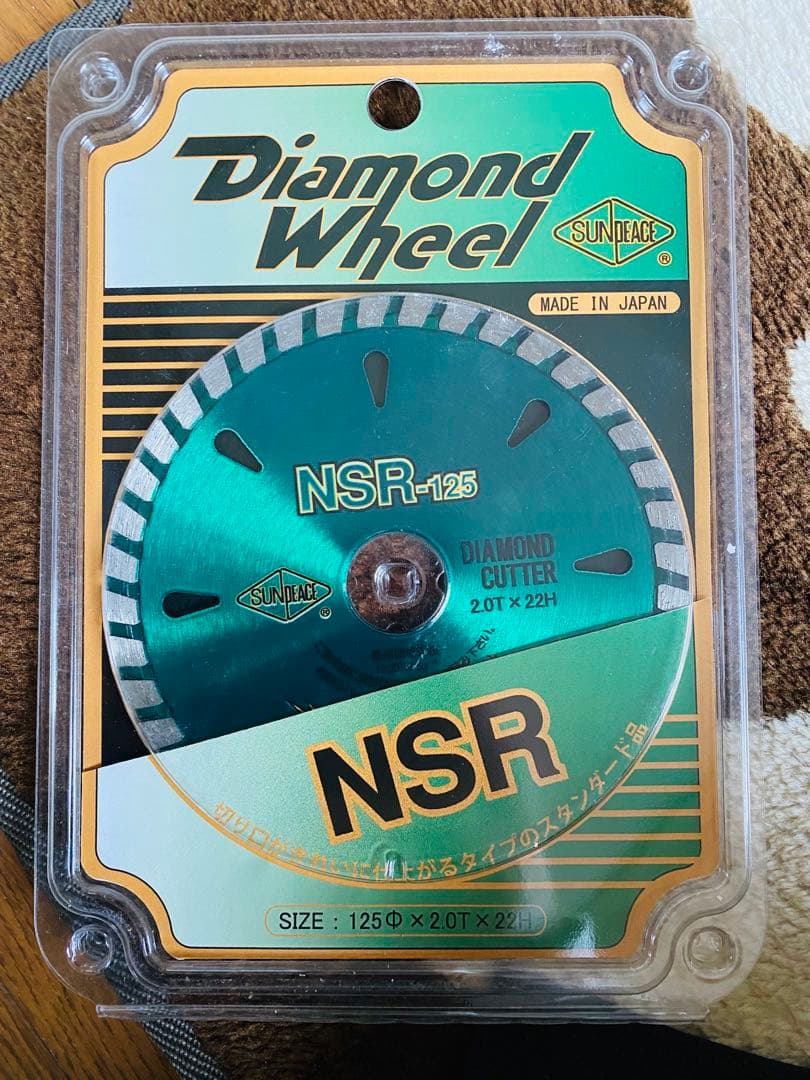 Diamond
Wheel
SUNPEACE
®
MADE IN JAPAN
NSR-125
DIAMOND
CUTTER
2.0T×22H
SUNPEACE
®
NSR
切り口がきれいに仕上がるタイプのスタンダード品
SIZE : 125Φ×2.0T×22H